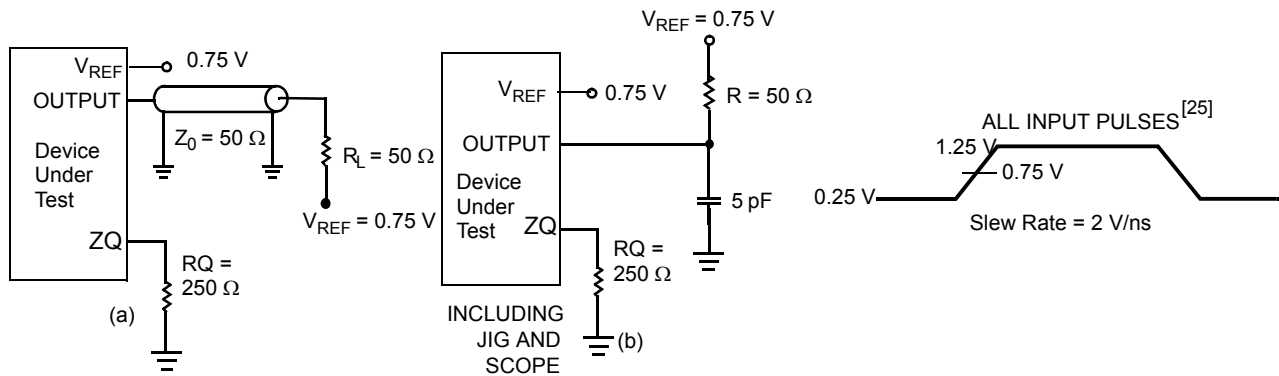 V_REF
0.75 V
OUTPUT
Z₀ = 50 Ω
Device
Under
Test
R_L = 50 Ω
V_REF = 0.75 V
ZQ
RQ =
250 Ω
(a)
V_REF = 0.75 V
V_REF
0.75 V
R = 50 Ω
OUTPUT
Device
Under
Test
5 pF
ZQ
RQ =
250 Ω
INCLUDING
JIG AND
SCOPE
(b)
ALL INPUT PULSES[25]
1.25 V
0.75 V
0.25 V
Slew Rate = 2 V/ns